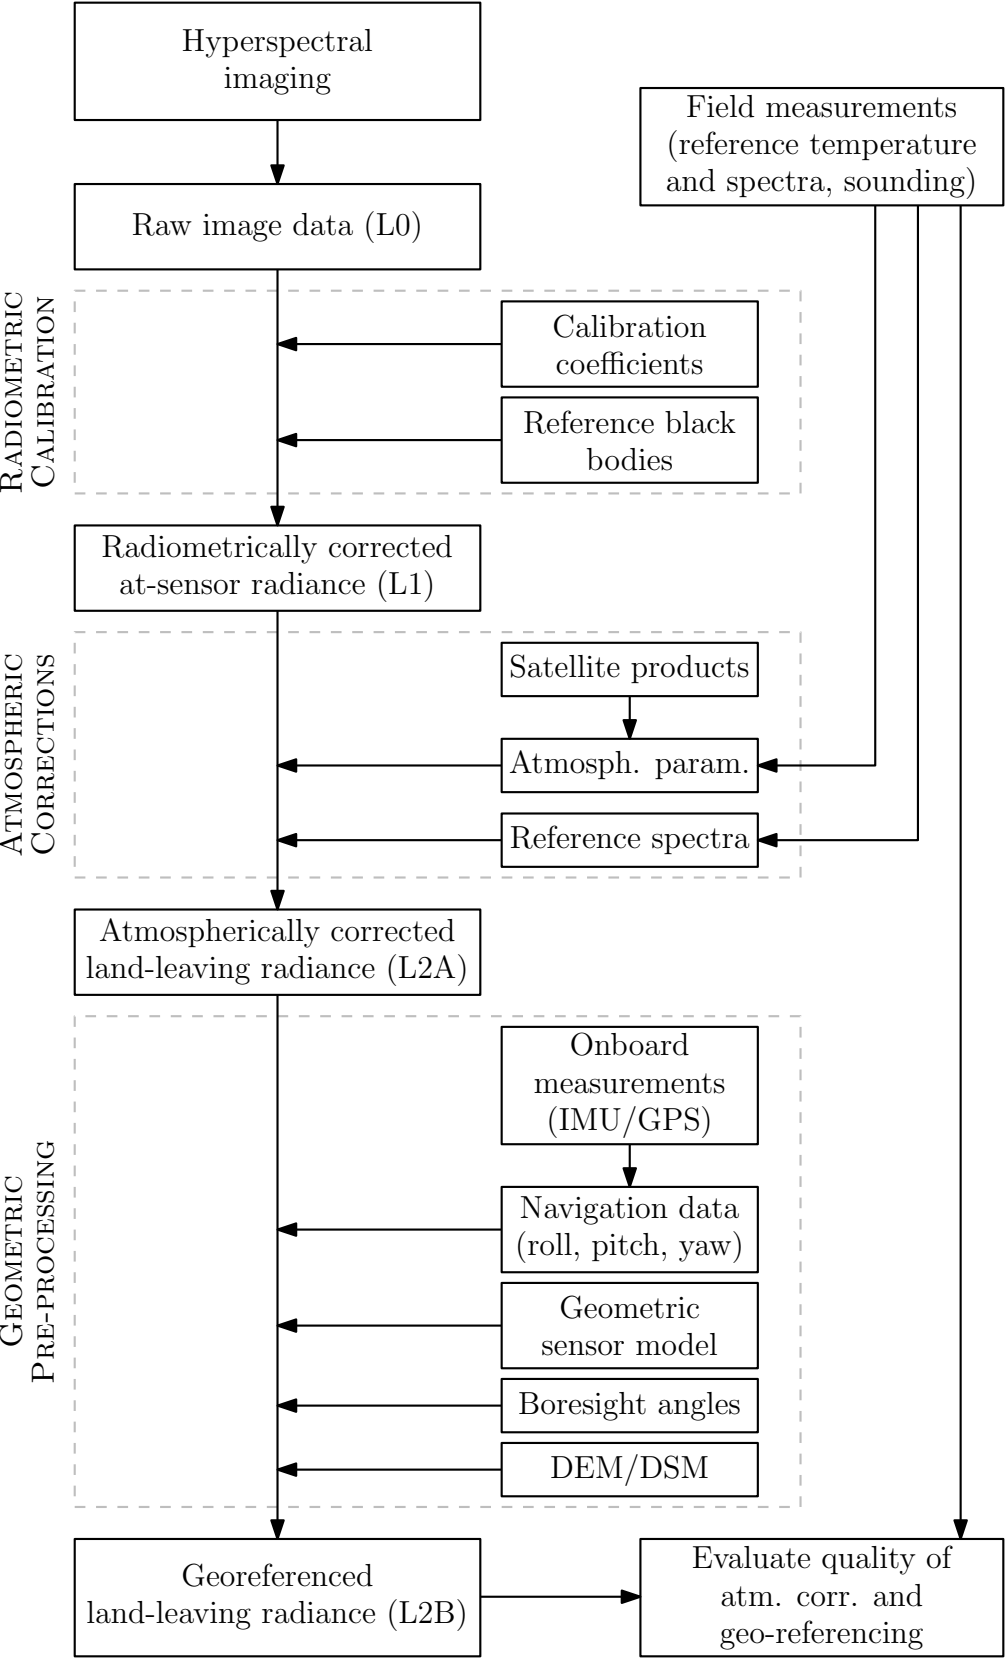 Hyperspectral
imaging
Field measurements
(reference temperature
and spectra, sounding)
Raw image data (L0)
Radiometric
Calibration
Calibration
coefficients
Reference black
bodies
Radiometrically corrected
at-sensor radiance (L1)
Atmospheric
Corrections
Satellite products
Atmosph. param.
Reference spectra
Atmospherically corrected
land-leaving radiance (L2A)
Geometric
Pre-processing
Onboard
measurements
(IMU/GPS)
Navigation data
(roll, pitch, yaw)
Geometric
sensor model
Boresight angles
DEM/DSM
Georeferenced
land-leaving radiance (L2B)
Evaluate quality of
atm. corr. and
geo-referencing